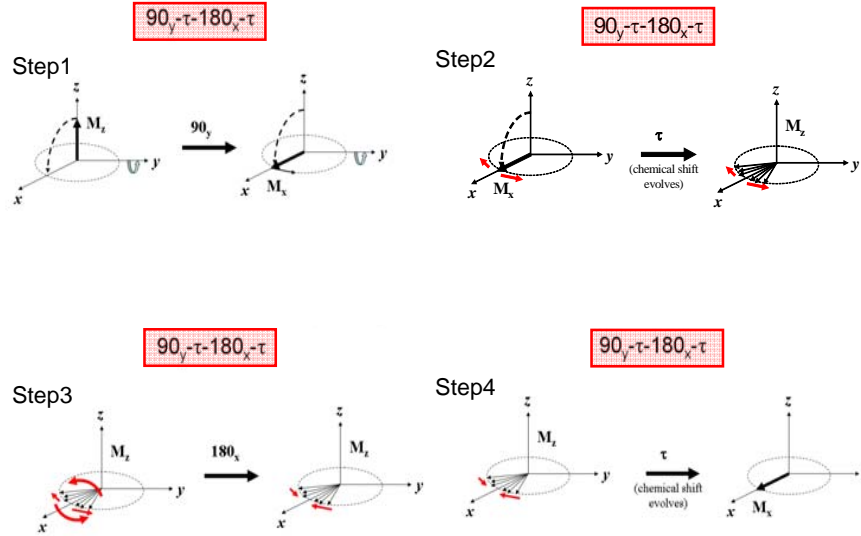 90y-τ-180x-τ
Step1
z
Mz
y
x
90y
z
y
Mx
x
90y-τ-180x-τ
Step2
z
y
Mx
x
τ
(chemical shift
evolves)
z
Mz
y
x
90y-τ-180x-τ
Step3
z
Mz
y
x
180x
z
Mz
y
x
90y-τ-180x-τ
Step4
z
Mz
y
x
τ
(chemical shift
evolves)
z
y
Mx
x